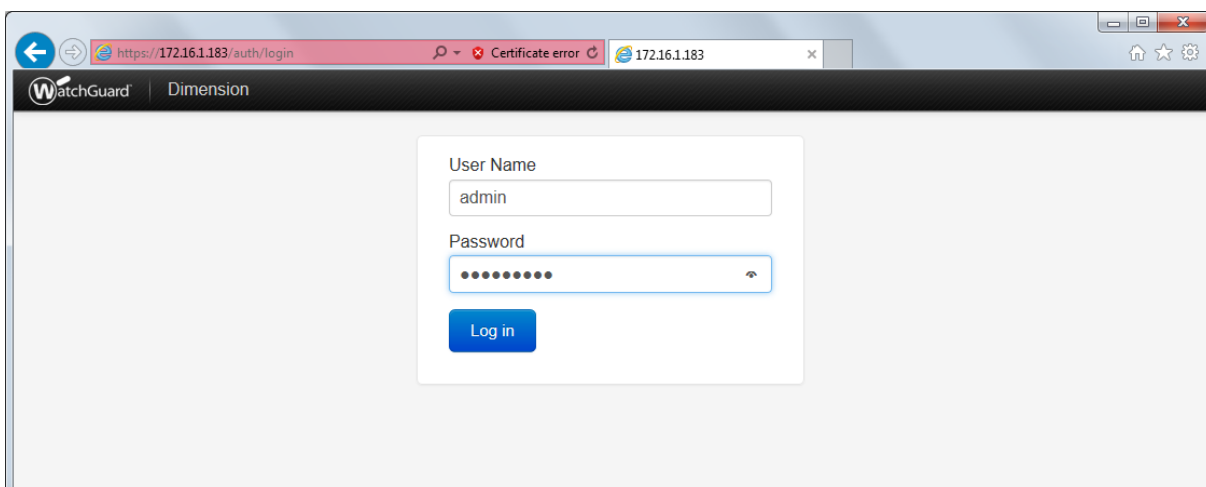 https://172.16.1.183/auth/login Certificate error 172.16.1.183
WatchGuard Dimension
User Name
admin
Password
Log in